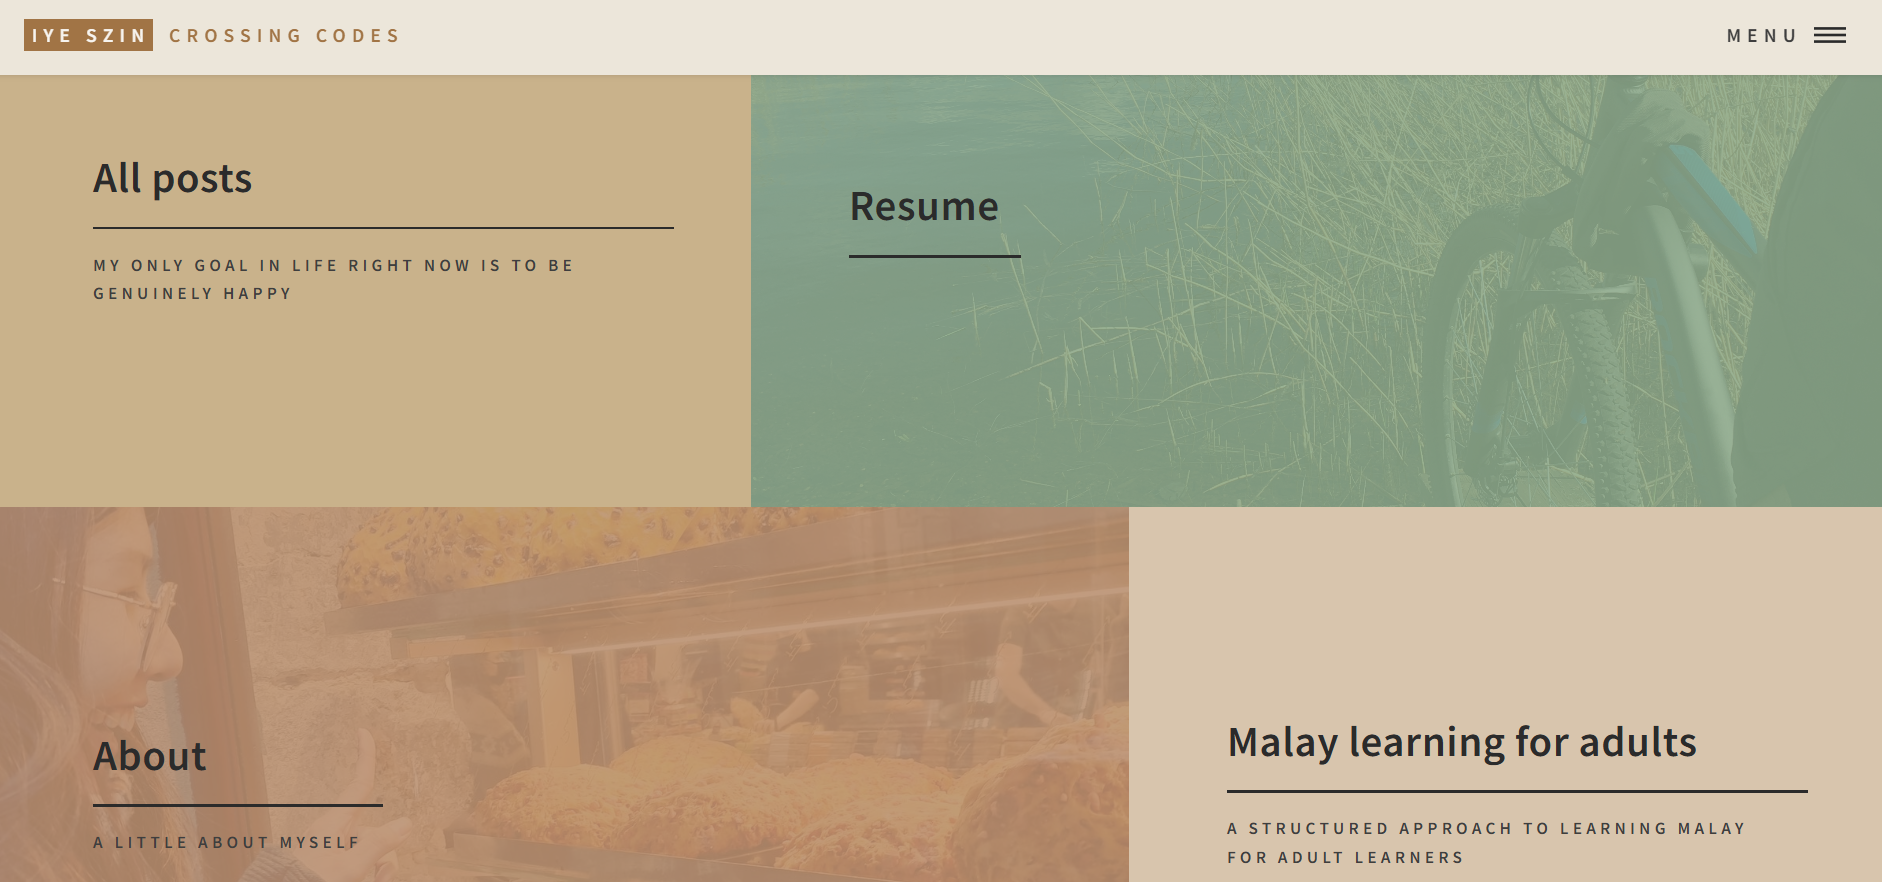 IYE SZIN CROSSING CODES
MENU
All posts
MY ONLY GOAL IN LIFE RIGHT NOW IS TO BE
GENUINELY HAPPY
Resume
About
A LITTLE ABOUT MYSELF
Malay learning for adults
A STRUCTURED APPROACH TO LEARNING MALAY
FOR ADULT LEARNERS